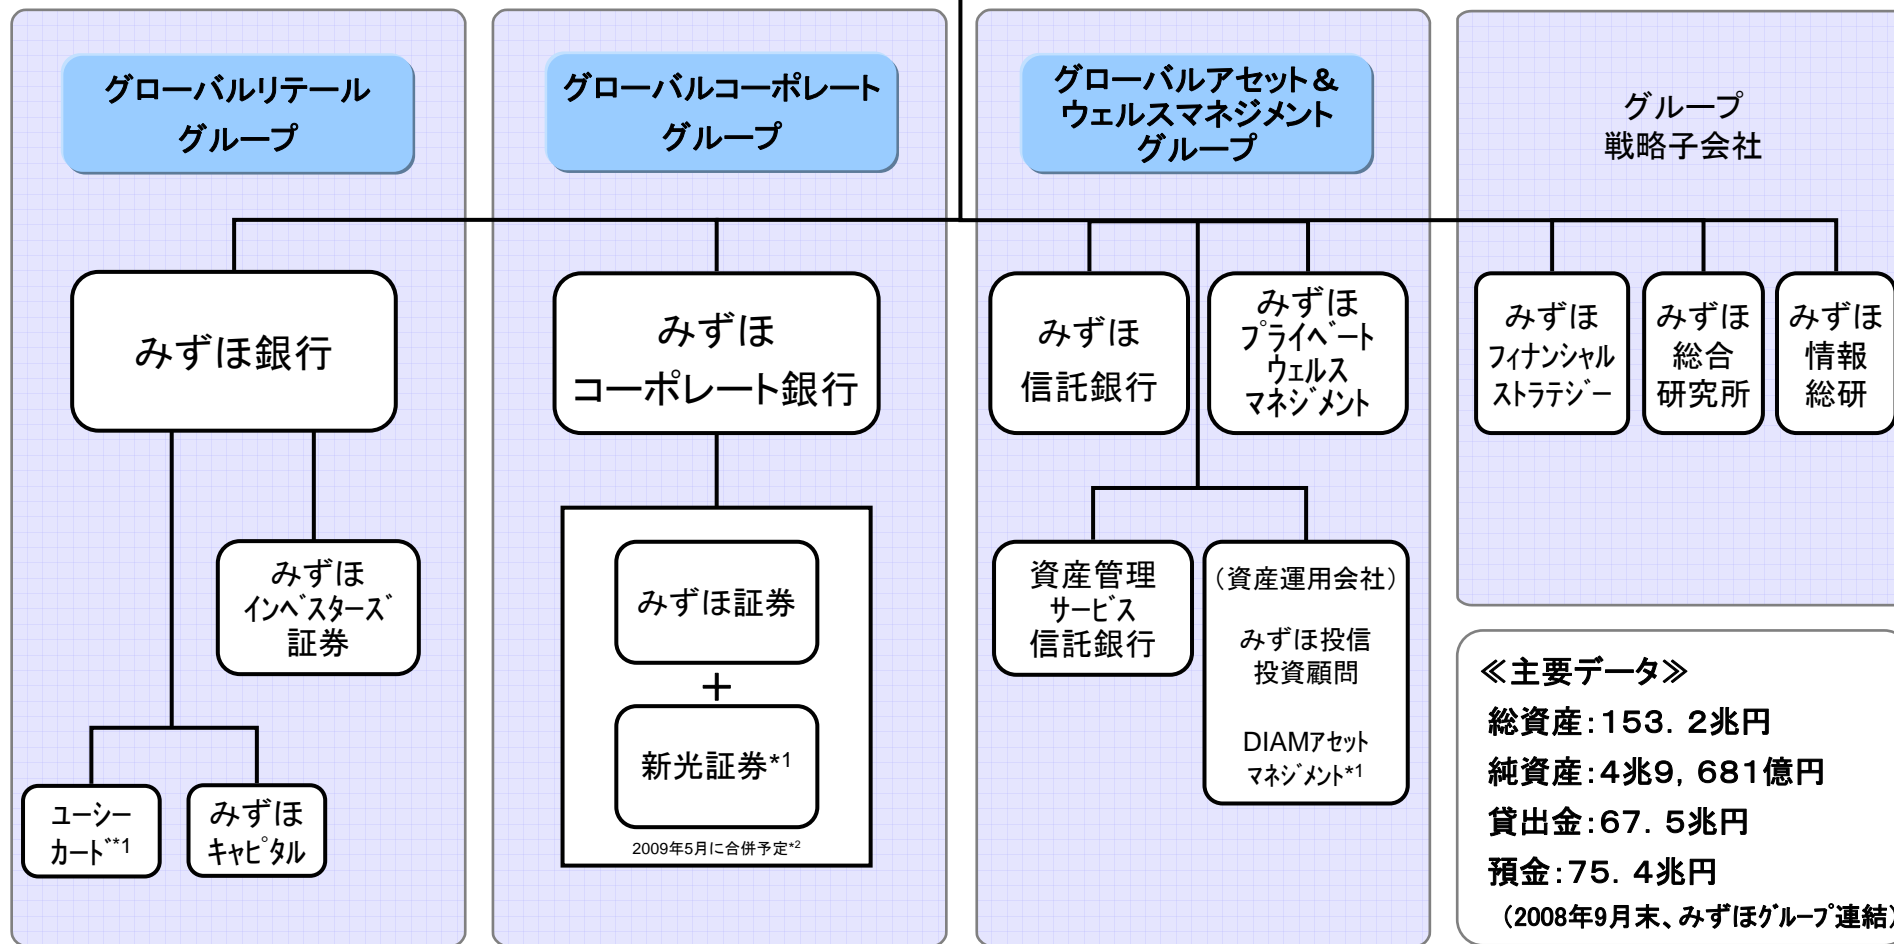 グローバルリテール
グループ
みずほ銀行
みずほ
インベスターズ
証券
ユーシー
カード*1
みずほ
キャピタル
グローバルコーポレート
グループ
みずほ
コーポレート銀行
みずほ証券
＋
新光証券*1
2009年5月に合併予定*2
グローバルアセット＆
ウェルスマネジメント
グループ
みずほ
信託銀行
みずほ
プライベート
ウェルス
マネジメント
資産管理
サービス
信託銀行
（資産運用会社）
みずほ投信
投資顧問
DIAMアセット
マネジメント*1
グループ
戦略子会社
みずほ
フィナンシャル
ストラテジー
みずほ
総合
研究所
みずほ
情報
総研
≪主要データ≫
総資産：153．2兆円
純資産：4兆9，681億円
貸出金：67．5兆円
預金：75．4兆円
（2008年9月末、みずほグループ連結）